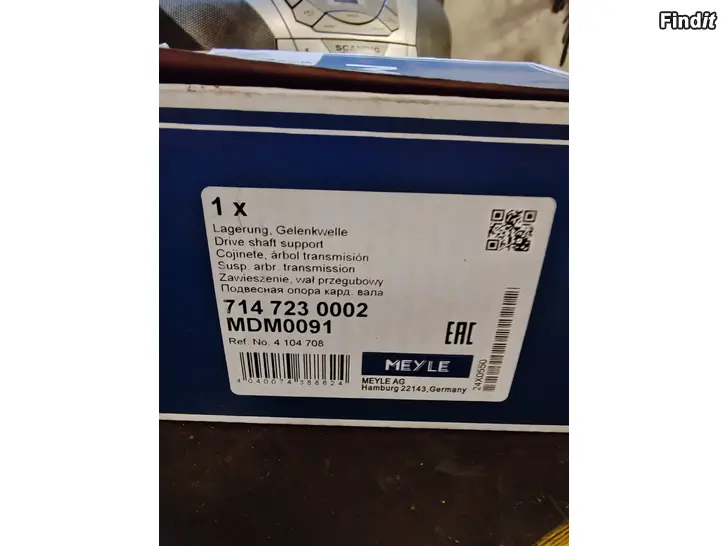 Findit
SCANDIC
1 x
Lagerung, Gelenkwelle
Drive shaft support
Cojinete, árbol transmisión
Susp. arbr. transmission
Zawieszenie, wał przegubowy
Подвесная опора кард. вала
714 723 0002
MDM0091
Ref. No. 4 104 708
EAC
MEYLE
4 040074 388624
MEYLE AG
Hamburg 22143, Germany
24X0550